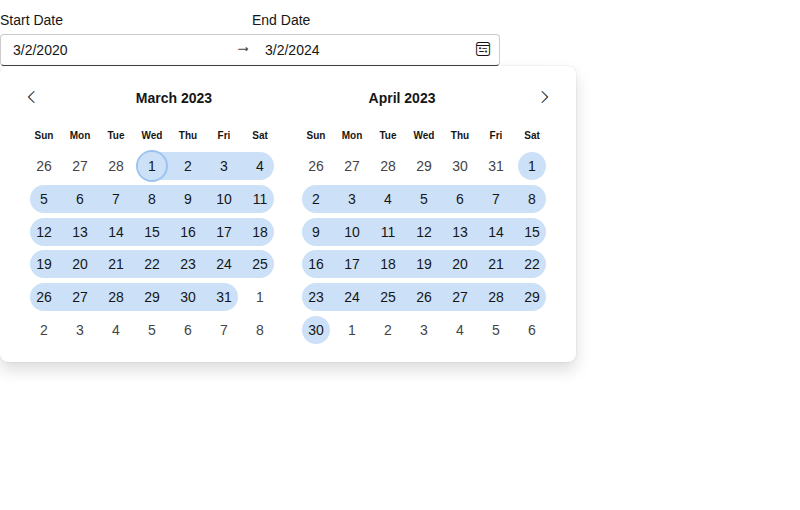 Start Date End Date
3/2/2020 → 3/2/2024
March 2023 April 2023
Sun Mon Tue Wed Thu Fri Sat Sun Mon Tue Wed Thu Fri Sat
26 27 28 1 2 3 4 26 27 28 29 30 31 1
5 6 7 8 9 10 11 2 3 4 5 6 7 8
12 13 14 15 16 17 18 9 10 11 12 13 14 15
19 20 21 22 23 24 25 16 17 18 19 20 21 22
26 27 28 29 30 31 1 23 24 25 26 27 28 29
2 3 4 5 6 7 8 30 1 2 3 4 5 6